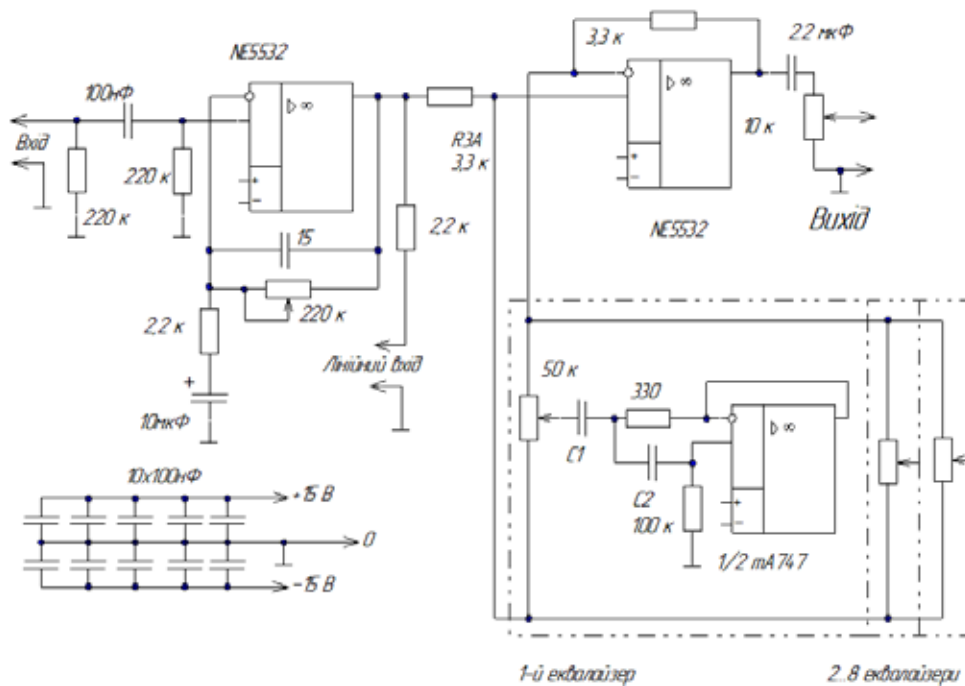 NE5532
100нФ
Вхід
220 к
220 к
15
220 к
2,2 к
+
10мкФ
2,2 к
Лінійний вхід
R3A
3,3 к
3,3 к
22 мкФ
10 к
NE5532
Вихід
▷ ∞
+
−
▷ ∞
+
−
50 к
C1
330
C2
100 к
▷ ∞
+
−
1/2 mA747
10х100нФ
+15 В
0
−15 В
1-й еквалайзер
2...8 еквалайзери